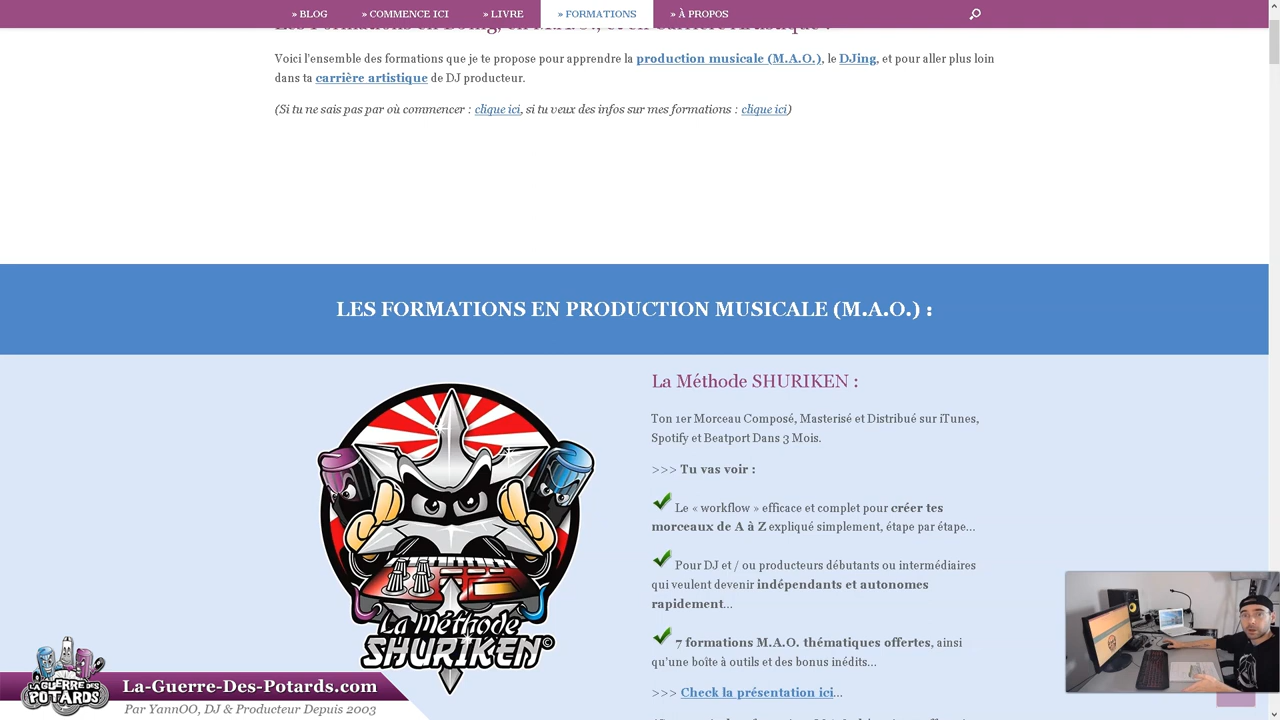 » BLOG
» COMMENCE ICI
» LIVRE
» FORMATIONS
» À PROPOS
Voici l'ensemble des formations que je te propose pour apprendre la production musicale (M.A.O.), le DJing, et pour aller plus loin
dans ta carrière artistique de DJ producteur.
(Si tu ne sais pas par où commencer : clique ici, si tu veux des infos sur mes formations : clique ici)
LES FORMATIONS EN PRODUCTION MUSICALE (M.A.O.) :
La Méthode SHURIKEN :
Ton 1er Morceau Composé, Masterisé et Distribué sur iTunes,
Spotify et Beatport Dans 3 Mois.
>>> Tu vas voir :
Le « workflow » efficace et complet pour créer tes
morceaux de A à Z expliqué simplement, étape par étape...
Pour DJ et / ou producteurs débutants ou intermédiaires
qui veulent devenir indépendants et autonomes
rapidement...
7 formations M.A.O. thématiques offertes, ainsi
qu'une boîte à outils et des bonus inédits...
>>> Check la présentation ici...
La Méthode
SHURIKEN©
LA GUERRE DES
POTARDS
La-Guerre-Des-Potards.com
Par YannOO, DJ & Producteur Depuis 2003